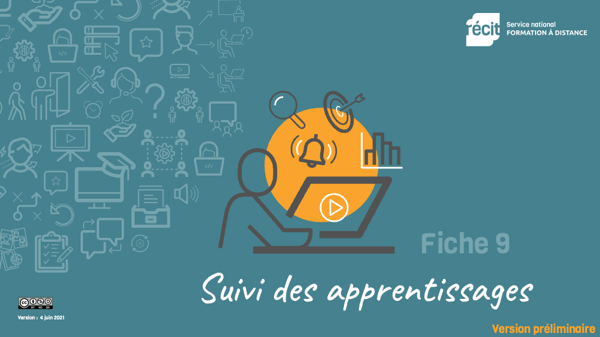 récit
Service national
FORMATION À DISTANCE
Fiche 9
Suivi des apprentissages
Version : 4 juin 2021
Version préliminaire